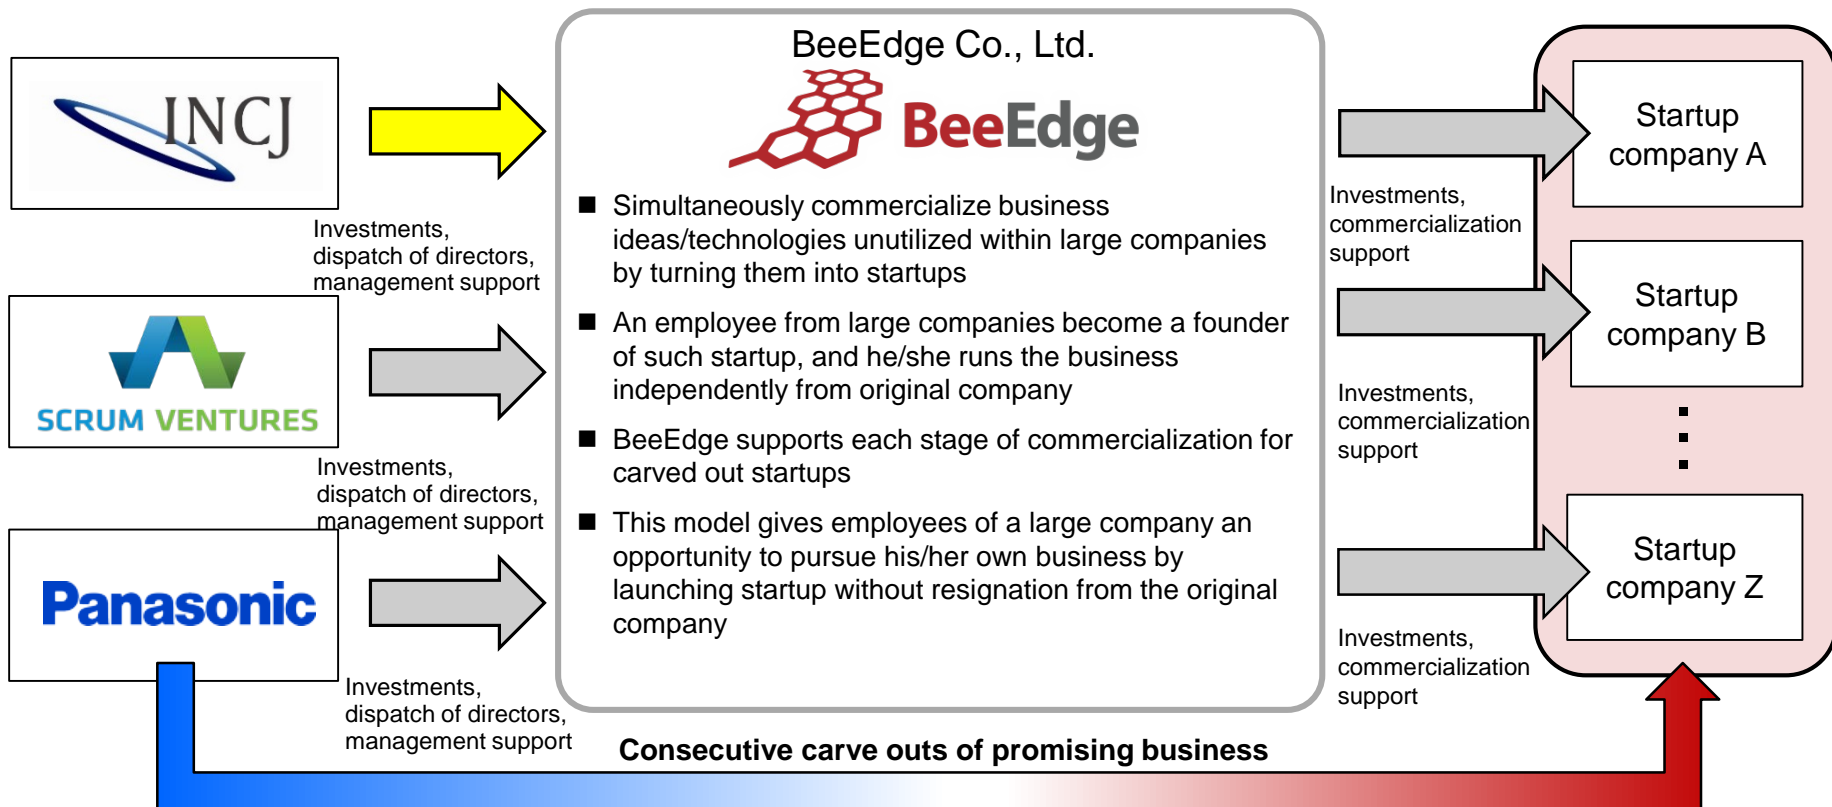 INCJ
Investments,
dispatch of directors,
management support
SCRUM VENTURES
Investments,
dispatch of directors,
management support
Panasonic
Investments,
dispatch of directors,
management support
BeeEdge Co., Ltd.
BeeEdge
■ Simultaneously commercialize business
ideas/technologies unutilized within large companies
by turning them into startups
■ An employee from large companies become a founder
of such startup, and he/she runs the business
independently from original company
■ BeeEdge supports each stage of commercialization for
carved out startups
■ This model gives employees of a large company an
opportunity to pursue his/her own business by
launching startup without resignation from the original
company
Investments,
commercialization
support
Investments,
commercialization
support
Investments,
commercialization
support
Startup
company A
Startup
company B
Startup
company Z
Consecutive carve outs of promising business